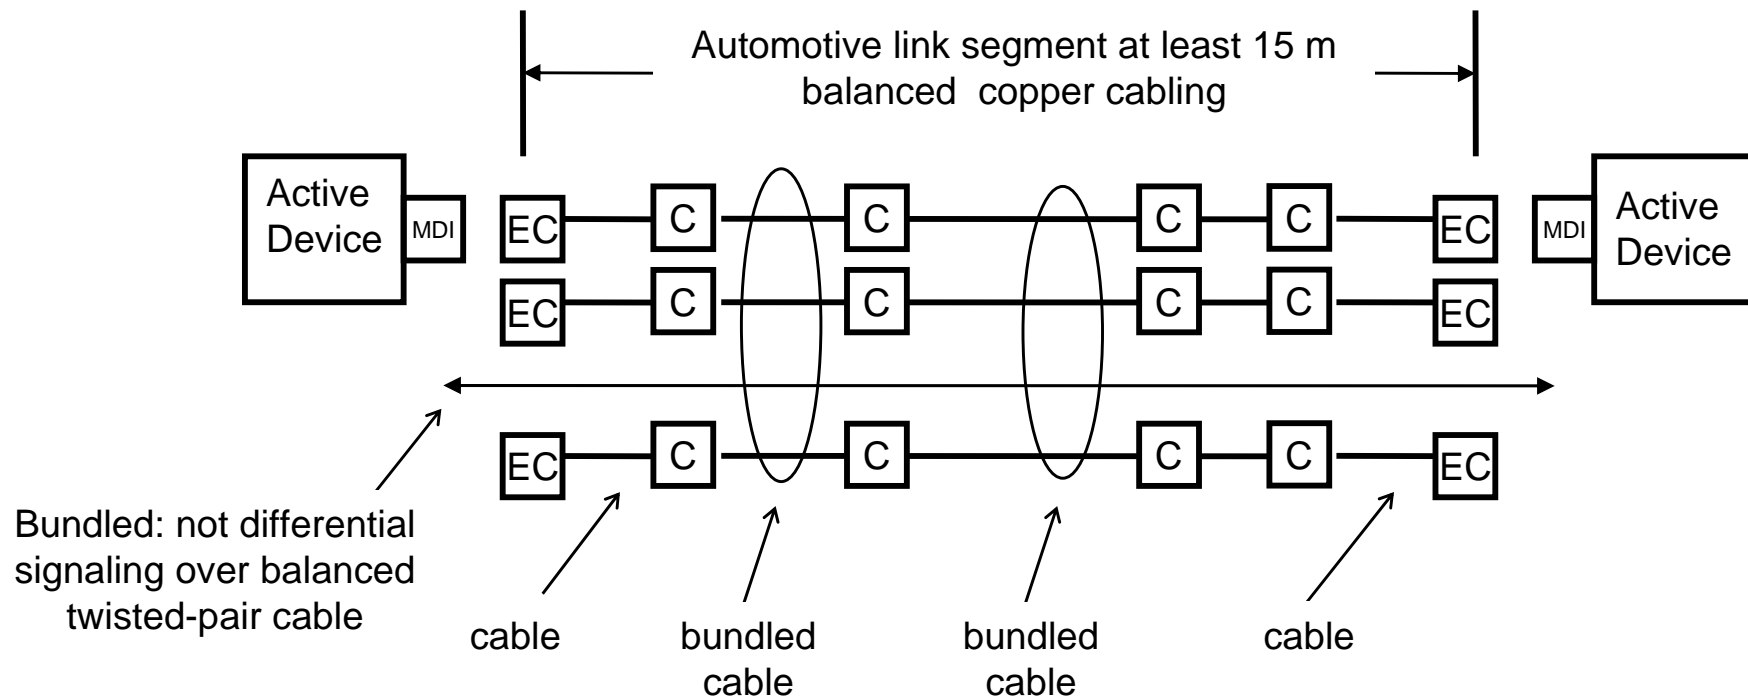 Automotive link segment at least 15 m
balanced copper cabling
Active
Device
MDI
EC
C
C
C
C
EC
MDI
Active
Device
EC
C
C
C
C
EC
EC
C
C
C
C
EC
Bundled: not differential
signaling over balanced
twisted-pair cable
cable
bundled
cable
bundled
cable
cable